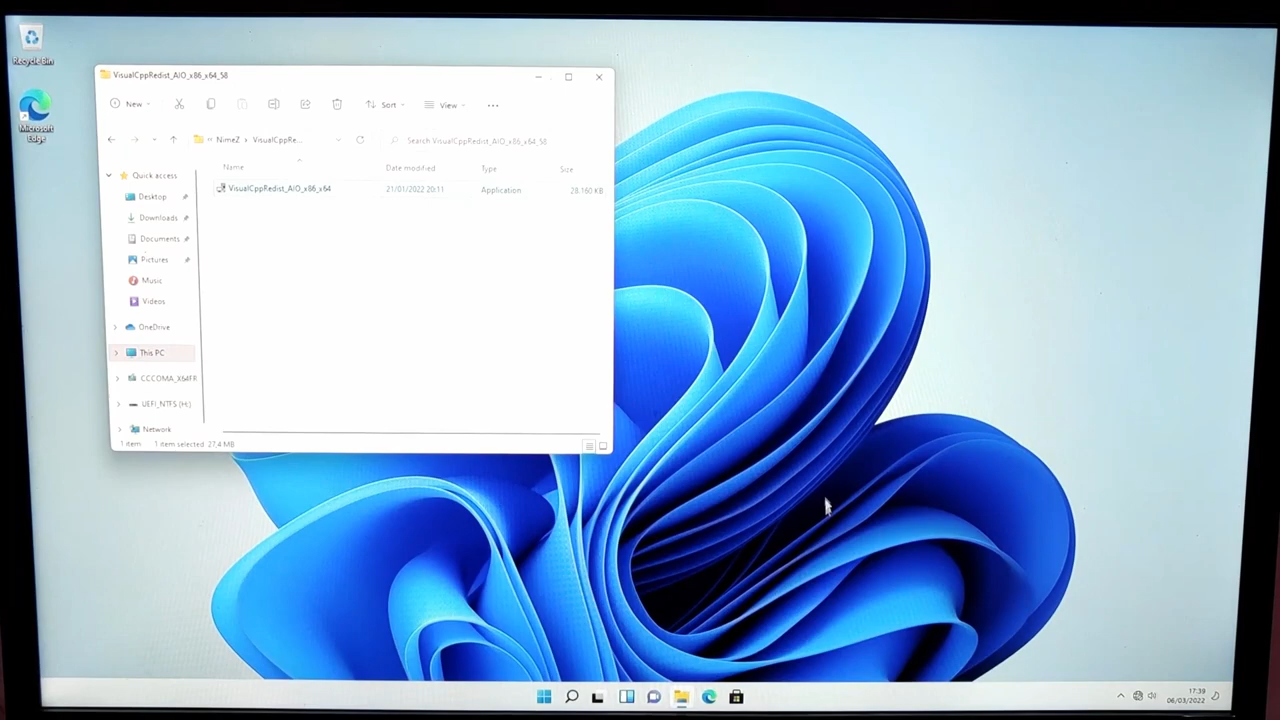 Recycle Bin
Microsoft
Edge
VisualCppRedist_AIO_x86_x64_58
New
Sort
View
NimeZ
VisualCppRe...
Search VisualCppRedist_AIO_x86_x64_58
Name
Date modified
Type
Size
VisualCppRedist_AIO_x86_x64
21/01/2022 20:11
Application
28.160 KB
Quick access
Desktop
Downloads
Documents
Pictures
Music
Videos
OneDrive
This PC
CCCOMA_X64FR
UEFI_NTFS (H:)
Network
1 item
1 item selected 27,4 MB
17:39
06/03/2022